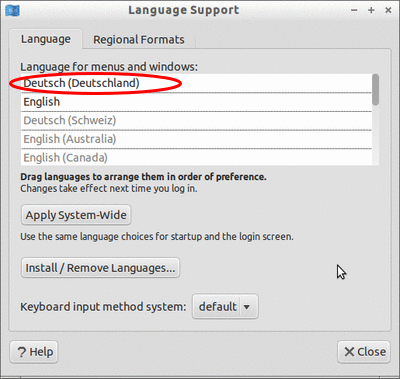 Language Support
Language
Regional Formats
Language for menus and windows:
Deutsch (Deutschland)
English
Deutsch (Schweiz)
English (Australia)
English (Canada)
Drag languages to arrange them in order of preference.
Changes take effect next time you log in.
Apply System-Wide
Use the same language choices for startup and the login screen.
Install / Remove Languages...
Keyboard input method system: default
Help
Close